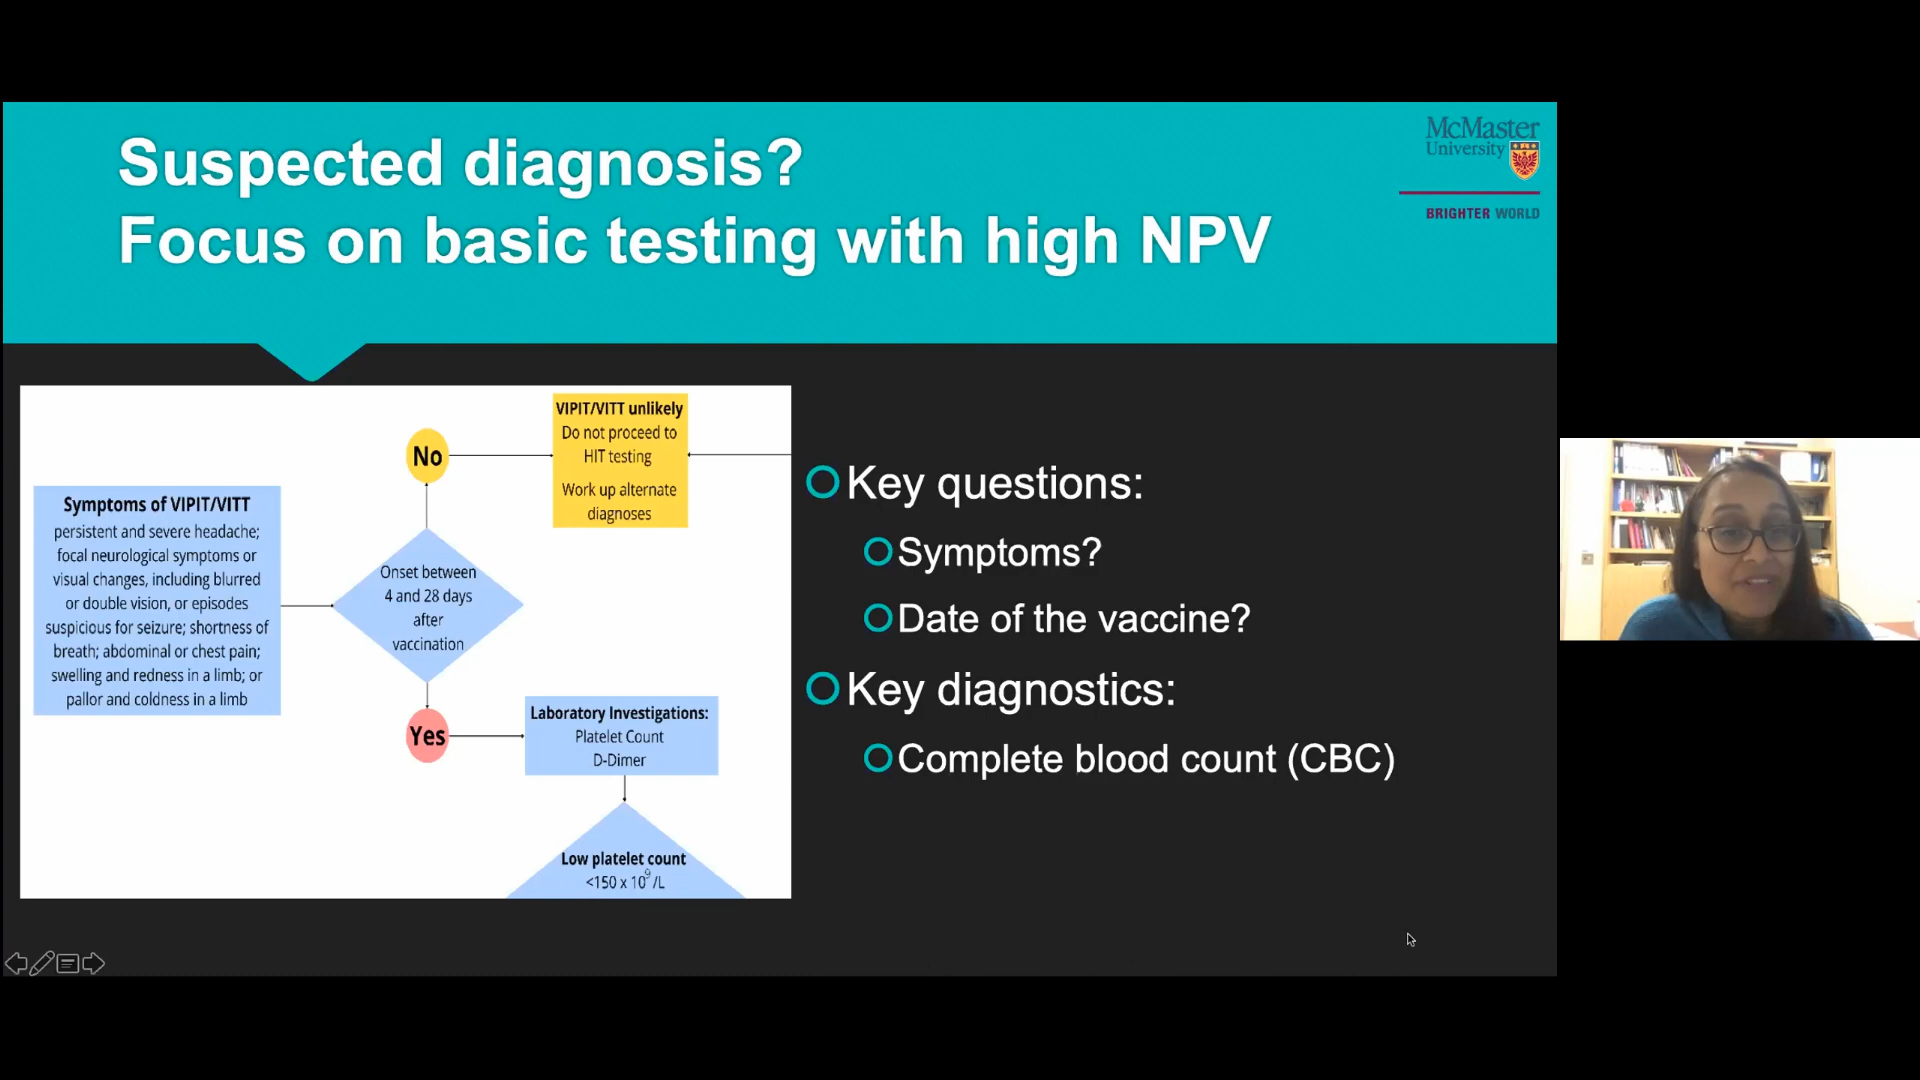 Suspected diagnosis?
Focus on basic testing with high NPV
McMaster
University
BRIGHTER WORLD
Symptoms of VIPIT/VITT
persistent and severe headache;
focal neurological symptoms or
visual changes, including blurred
or double vision, or episodes
suspicious for seizure; shortness of
breath; abdominal or chest pain;
swelling and redness in a limb; or
pallor and coldness in a limb
Onset between
4 and 28 days
after
vaccination
No
VIPIT/VITT unlikely
Do not proceed to
HIT testing
Work up alternate
diagnoses
Yes
Laboratory Investigations:
Platelet Count
D-Dimer
Low platelet count
<150 x 10⁹/L
Key questions:
Symptoms?
Date of the vaccine?
Key diagnostics:
Complete blood count (CBC)